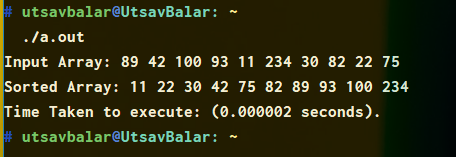 # utsavbalar@UtsavBalar: ~
./a.out
Input Array: 89 42 100 93 11 234 30 82 22 75
Sorted Array: 11 22 30 42 75 82 89 93 100 234
Time Taken to execute: (0.000002 seconds).
# utsavbalar@UtsavBalar: ~